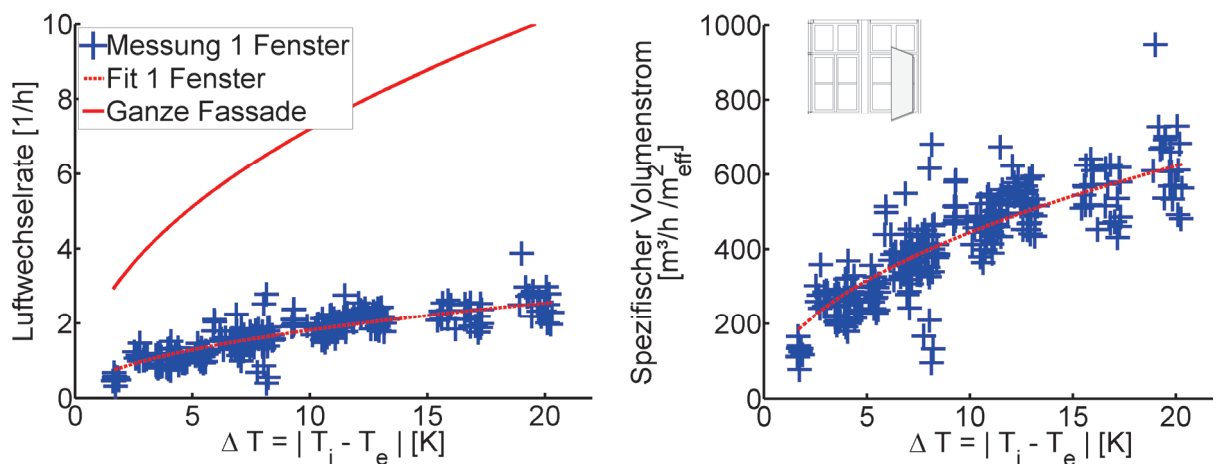 10
8
6
4
2
0
Luftwechselrate [1/h]
Messung 1 Fenster
Fit 1 Fenster
Ganze Fassade
0 5 10 15 20
Δ T = | T_i - T_e | [K]
1000
800
600
400
200
0
Spezifischer Volumenstrom
[m³/h /m²_eff]
0 5 10 15 20
Δ T = | T_i - T_e | [K]